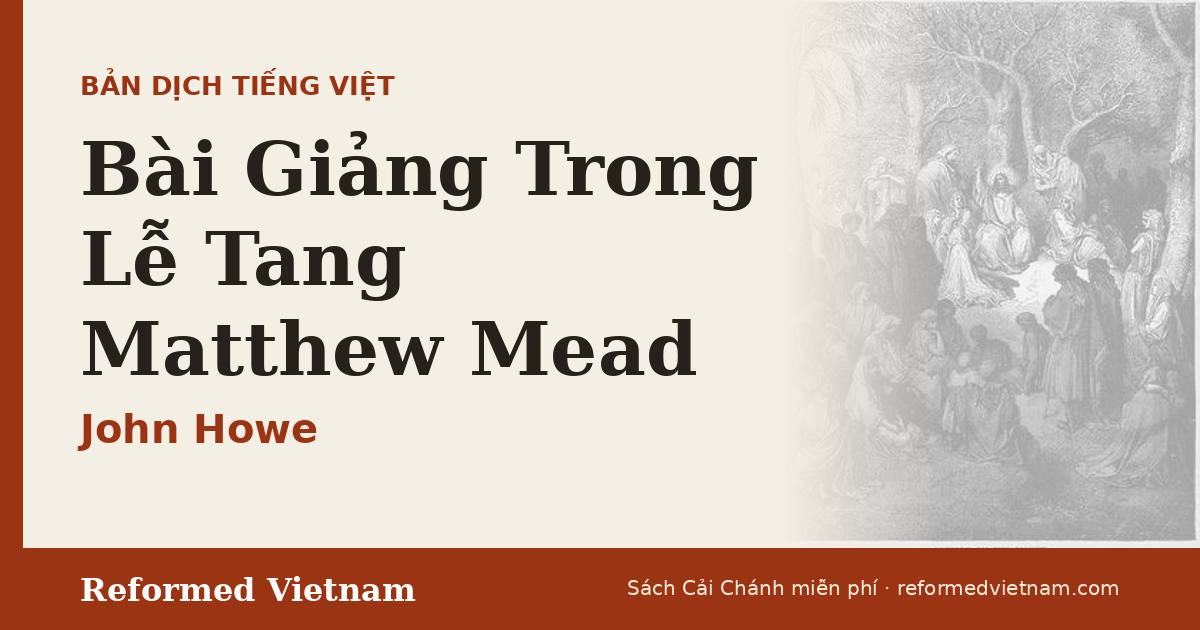 BẢN DỊCH TIẾNG VIỆT
Bài Giảng Trong
Lễ Tang
Matthew Mead
John Howe
Reformed Vietnam
Sách Cải Chánh miễn phí · reformedvietnam.com